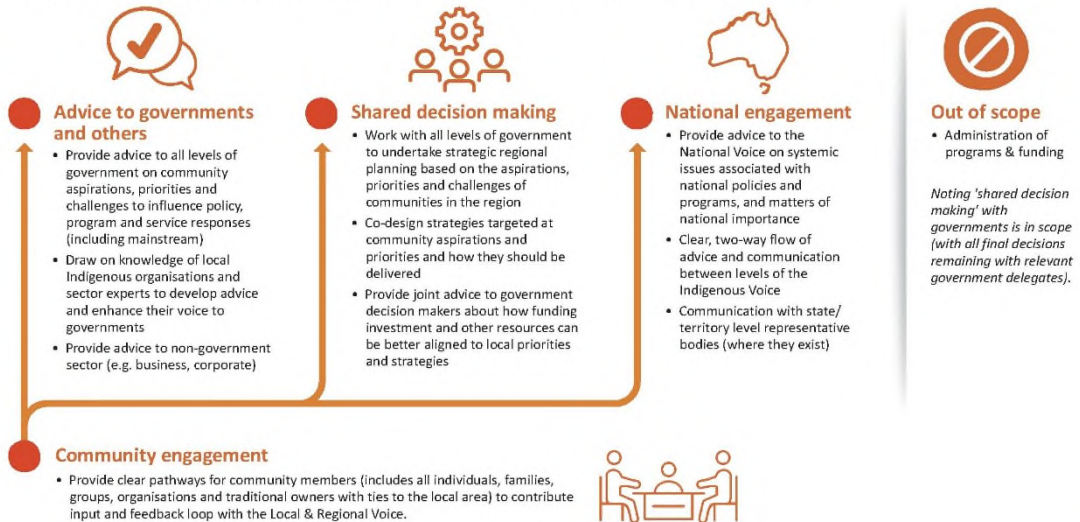 Advice to governments
and others
• Provide advice to all levels of
government on community
aspirations, priorities and
challenges to influence policy,
program and service responses
(including mainstream)
• Draw on knowledge of local
Indigenous organisations and
sector experts to develop advice
and enhance their voice to
governments
• Provide advice to non-government
sector (e.g. business, corporate)
Shared decision making
• Work with all levels of government
to undertake strategic regional
planning based on the aspirations,
priorities and challenges of
communities in the region
• Co-design strategies targeted at
community aspirations and
priorities and how they should be
delivered
• Provide joint advice to government
decision makers about how funding
investment and other resources can
be better aligned to local priorities
and strategies
National engagement
• Provide advice to the
National Voice on systemic
issues associated with
national policies and
programs, and matters of
national importance
• Clear, two-way flow of
advice and communication
between levels of the
Indigenous Voice
• Communication with state/
territory level representative
bodies (where they exist)
Out of scope
• Administration of
programs & funding
Noting 'shared decision
making' with
governments is in scope
(with all final decisions
remaining with relevant
government delegates).
Community engagement
• Provide clear pathways for community members (includes all individuals, families,
groups, organisations and traditional owners with ties to the local area) to contribute
input and feedback loop with the Local & Regional Voice.